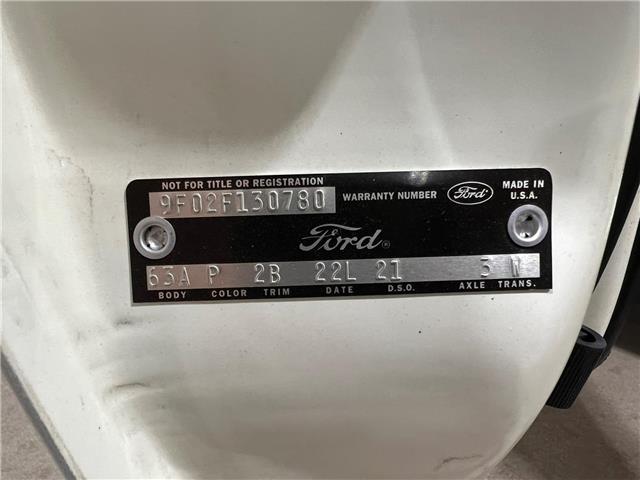 NOT FOR TITLE OR REGISTRATION
9F02F130780 WARRANTY NUMBER Ford MADE IN U.S.A.
Ford®
63A P 2B 22L 21 3 W
BODY COLOR TRIM DATE D.S.O. AXLE TRANS.